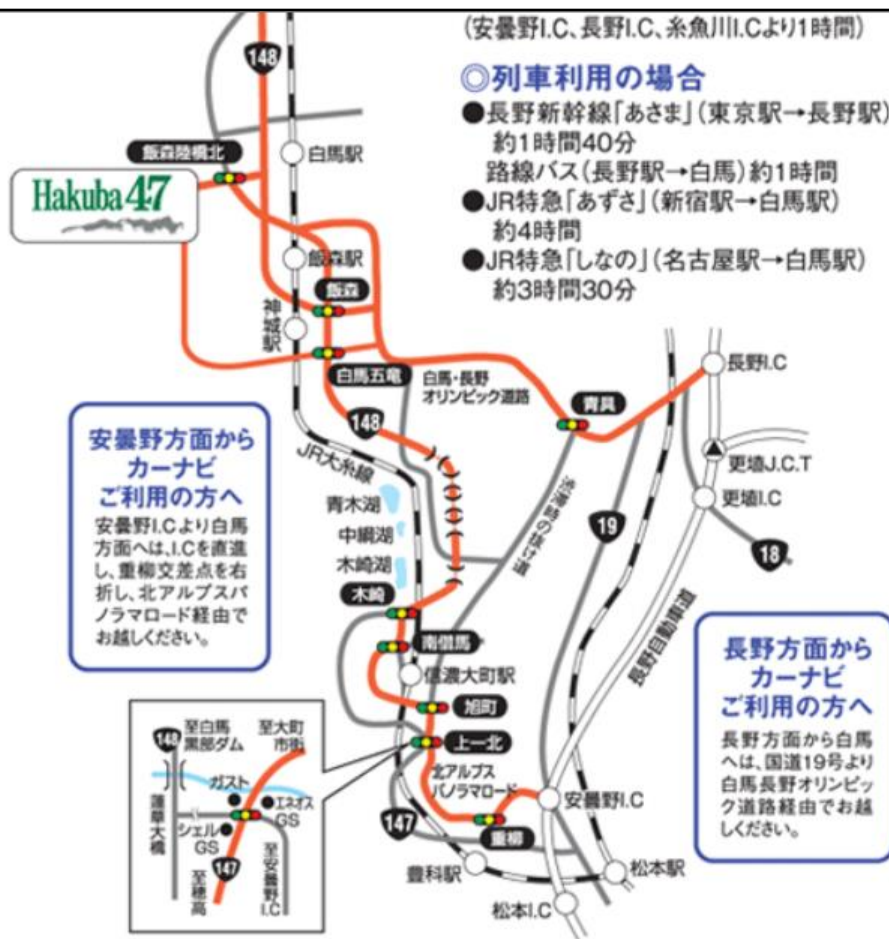 (安曇野I.C、長野I.C、糸魚川I.Cより1時間)
◎列車利用の場合
●長野新幹線「あさま」(東京駅→長野駅)
約1時間40分
路線バス(長野駅→白馬)約1時間
●JR特急「あずさ」(新宿駅→白馬駅)
約4時間
●JR特急「しなの」(名古屋駅→白馬駅)
約3時間30分
148
飯森陸橋北
白馬駅
Hakuba 47
飯森駅
飯森
神城駅
白馬五竜
白馬・長野
オリンピック道路
青具
長野I.C
148
JR大糸線
更埴J.C.T
更埴I.C
19
18
青木湖
中綱湖
木崎湖
木崎
長野自動車道
信濃大町駅
旭町
上一北
北アルプス
パノラマロード
安曇野I.C
147
重柳
豊科駅
松本駅
松本I.C
安曇野方面から
カーナビ
ご利用の方へ
安曇野I.Cより白馬
方面へは、I.Cを直進
し、重柳交差点を右
折し、北アルプスパ
ノラマロード経由で
お越しください。
長野方面から
カーナビ
ご利用の方へ
長野方面から白馬
へは、国道19号より
白馬長野オリンピッ
ク道路経由でお越
しください。
148
至白馬
黒部ダム
至大町
市街
ガスト
エネオス
GS
シェル
GS
蓮華大橋
147
至穂高
至安曇野
I.C